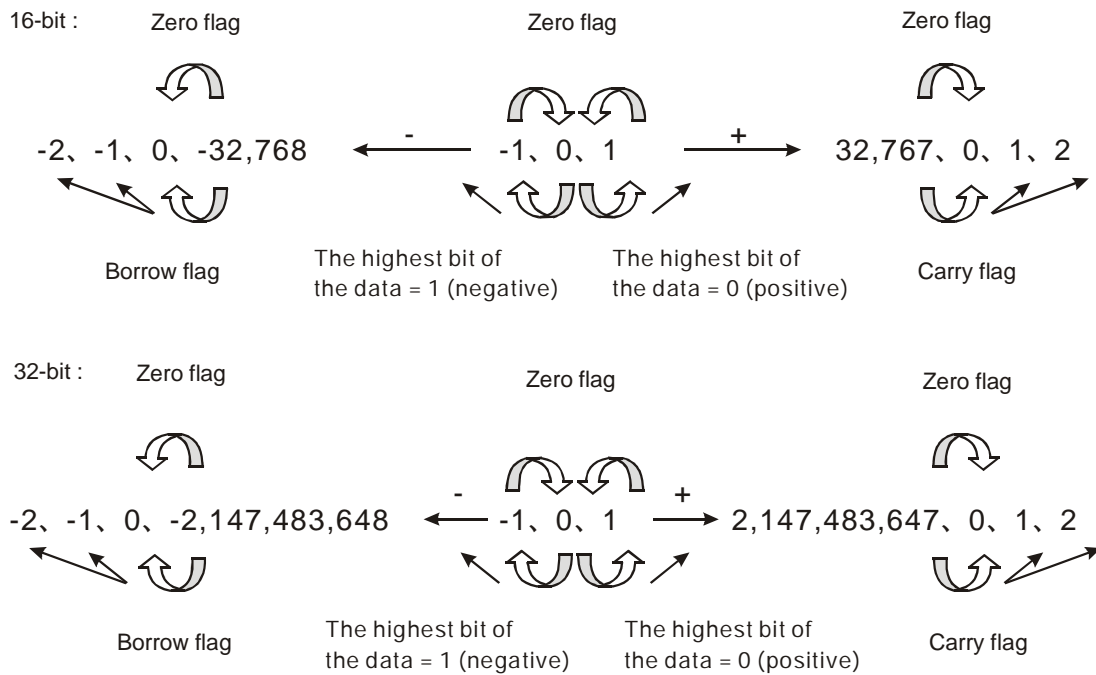 16-bit :
Zero flag
Zero flag
Zero flag
-2、-1、0、-32,768
-
-1、0、1
+
32,767、0、1、2
Borrow flag
The highest bit of
the data = 1 (negative)
The highest bit of
the data = 0 (positive)
Carry flag
32-bit :
Zero flag
Zero flag
Zero flag
-2、-1、0、-2,147,483,648
-
-1、0、1
+
2,147,483,647、0、1、2
Borrow flag
The highest bit of
the data = 1 (negative)
The highest bit of
the data = 0 (positive)
Carry flag